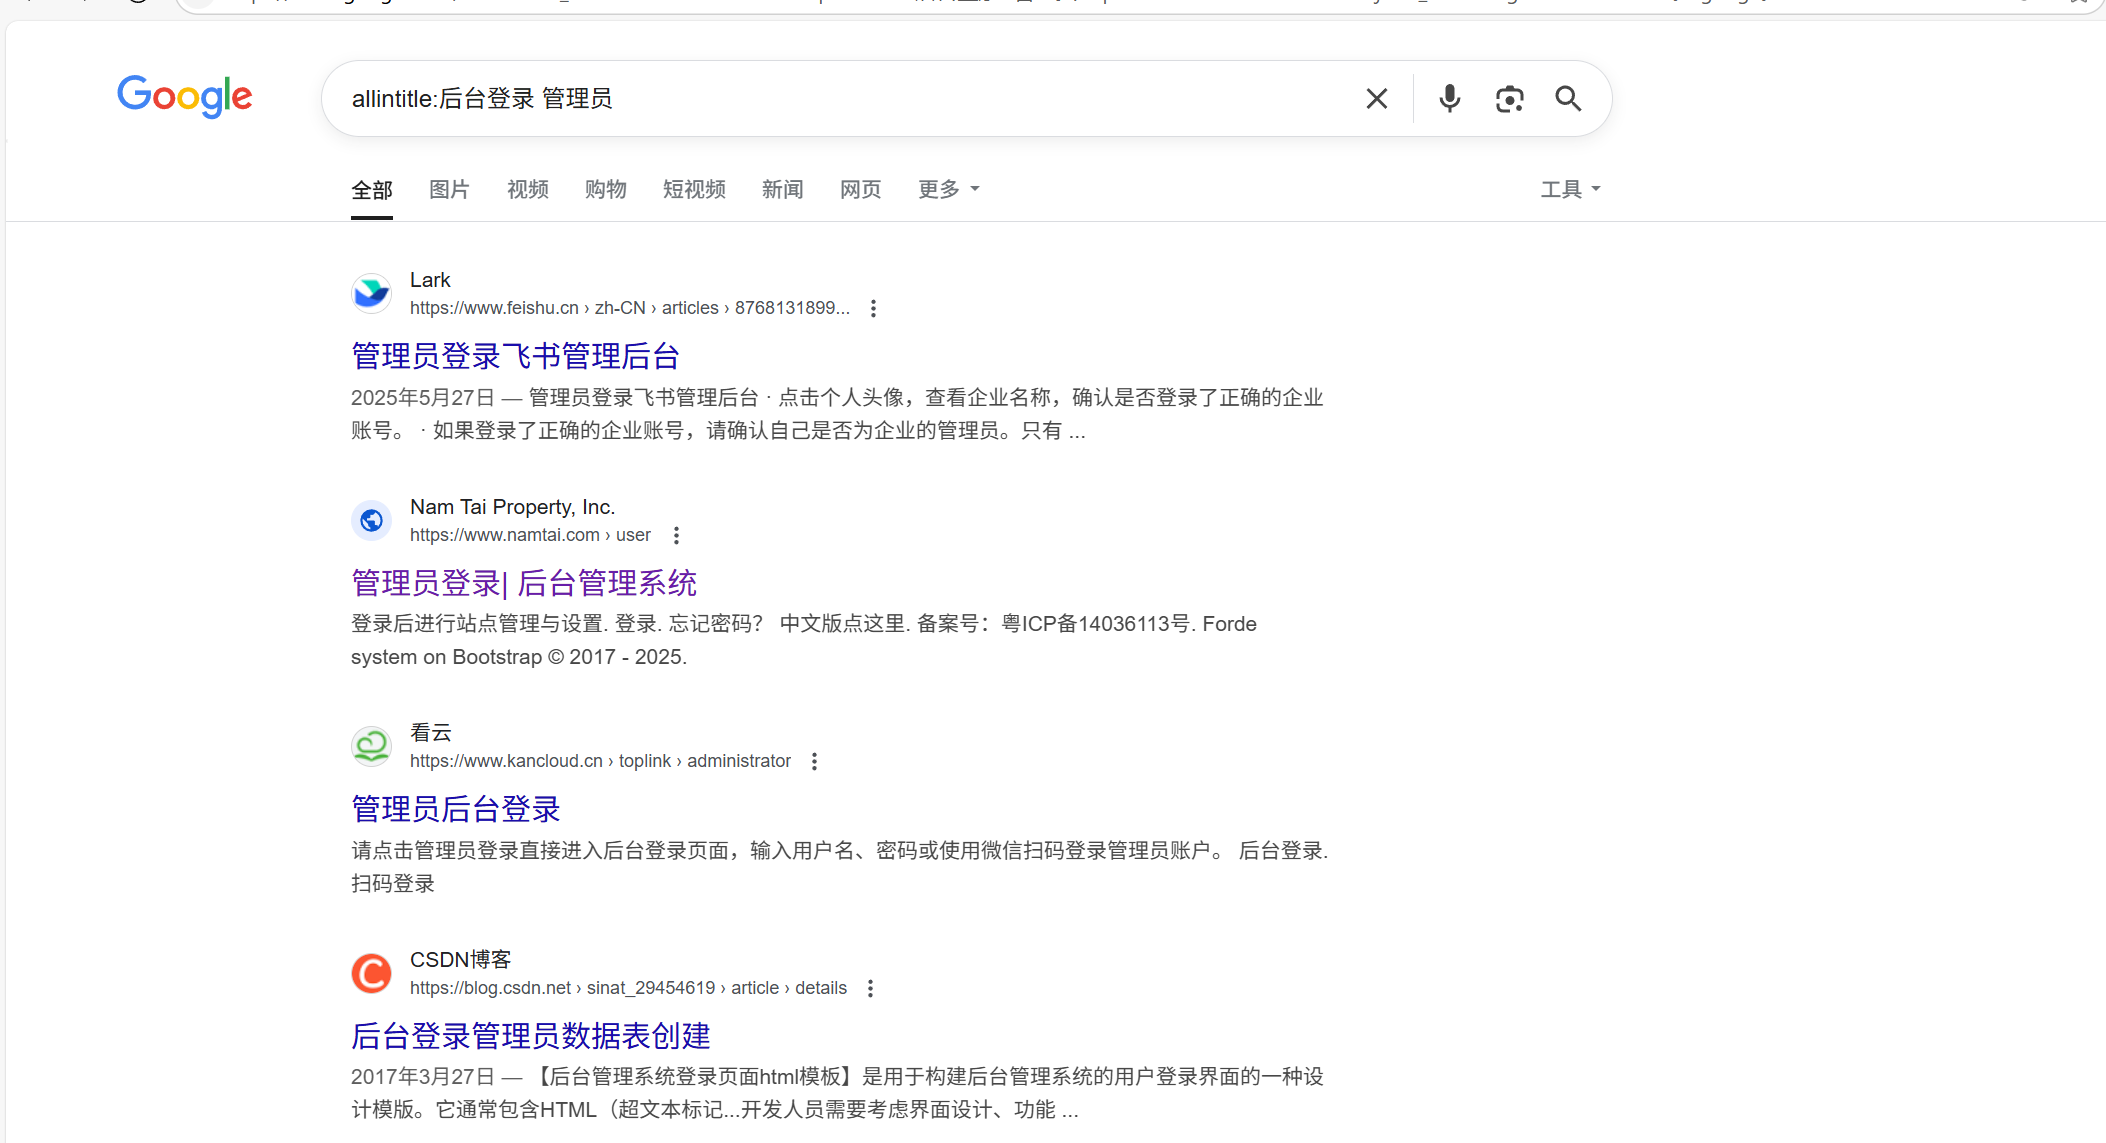 Google
allintitle:后台登录 管理员
全部 图片 视频 购物 短视频 新闻 网页 更多 工具
Lark
https://www.feishu.cn › zh-CN › articles › 8768131899...
管理员登录飞书管理后台
2025年5月27日 — 管理员登录飞书管理后台 · 点击个人头像，查看企业名称，确认是否登录了正确的企业
账号。 · 如果登录了正确的企业账号，请确认自己是否为企业的管理员。只有 ...
Nam Tai Property, Inc.
https://www.namtai.com › user
管理员登录| 后台管理系统
登录后进行站点管理与设置. 登录. 忘记密码？ 中文版点这里. 备案号：粤ICP备14036113号. Forde
system on Bootstrap © 2017 - 2025.
看云
https://www.kancloud.cn › toplink › administrator
管理员后台登录
请点击管理员登录直接进入后台登录页面，输入用户名、密码或使用微信扫码登录管理员账户。 后台登录.
扫码登录
CSDN博客
https://blog.csdn.net › sinat_29454619 › article › details
后台登录管理员数据表创建
2017年3月27日 — 【后台管理系统登录页面html模板】是用于构建后台管理系统的用户登录界面的一种设
计模版。它通常包含HTML（超文本标记...开发人员需要考虑界面设计、功能 ...